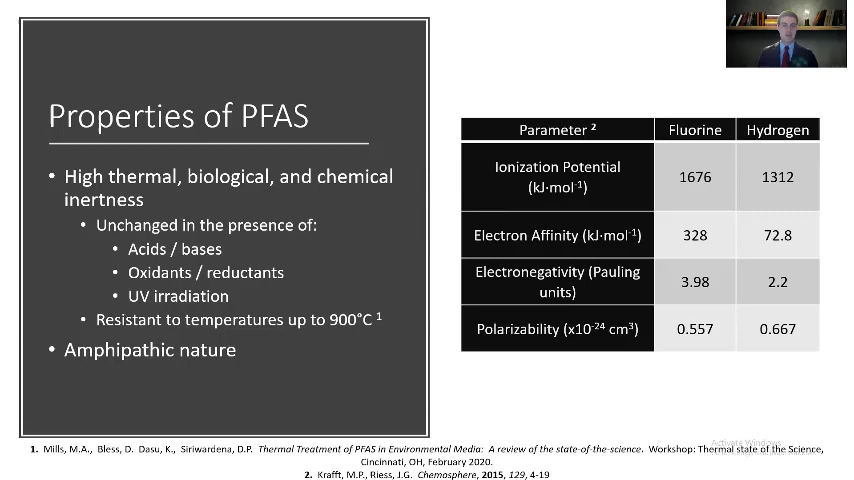 Properties of PFAS
• High thermal, biological, and chemical
inertness
• Unchanged in the presence of:
• Acids / bases
• Oxidants / reductants
• UV irradiation
• Resistant to temperatures up to 900°C ¹
• Amphipathic nature
Parameter ² Fluorine Hydrogen
Ionization Potential
(kJ·mol⁻¹) 1676 1312
Electron Affinity (kJ·mol⁻¹) 328 72.8
Electronegativity (Pauling
units) 3.98 2.2
Polarizability (x10⁻²⁴ cm³) 0.557 0.667
Activate Windows
1. Mills, M.A., Bless, D. Dasu, K., Siriwardena, D.P. Thermal Treatment of PFAS in Environmental Media: A review of the state-of-the-science. Workshop: Thermal state of the Science,
Cincinnati, OH, February 2020.
2. Krafft, M.P., Riess, J.G. Chemosphere, 2015, 129, 4-19